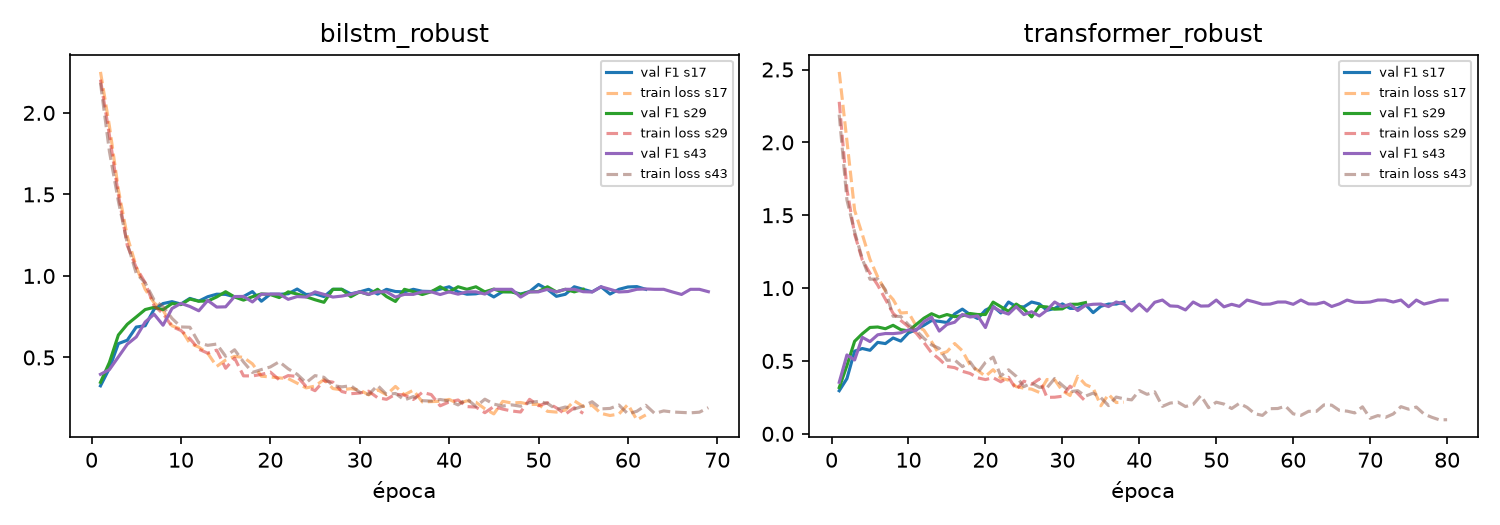 bilstm_robust
2.0
1.5
1.0
0.5
0
10
20
30
40
50
60
70
época
val F1 s17
train loss s17
val F1 s29
train loss s29
val F1 s43
train loss s43
transformer_robust
2.5
2.0
1.5
1.0
0.5
0.0
0
10
20
30
40
50
60
70
80
época
val F1 s17
train loss s17
val F1 s29
train loss s29
val F1 s43
train loss s43